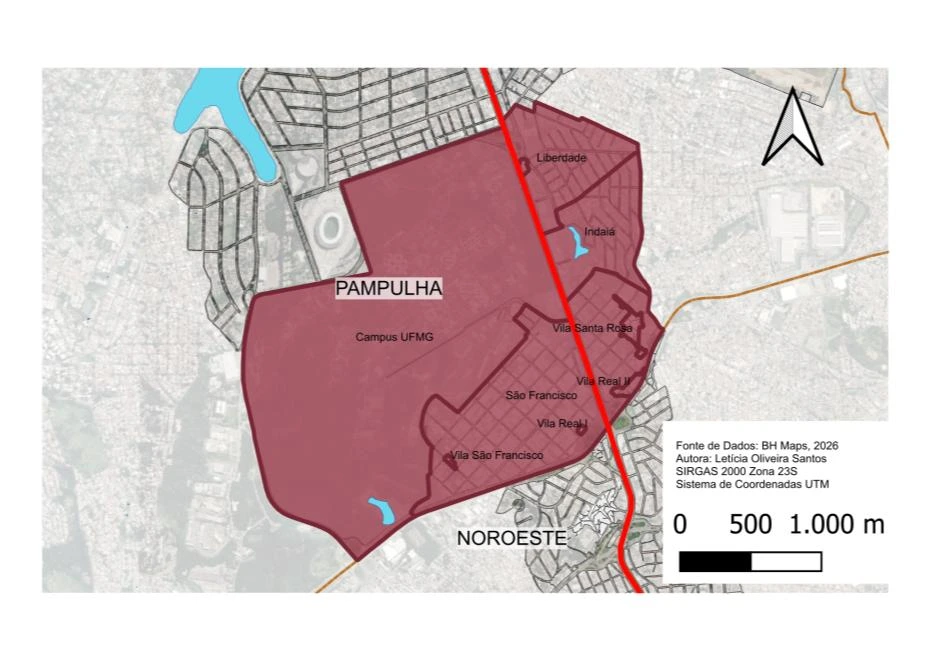 Liberdade
Indaiá
PAMPULHA
Vila Santa Rosa
Campus UFMG
Vila Real II
São Francisco
Vila Real I
Vila São Francisco
NOROESTE
Fonte de Dados: BH Maps, 2026
Autora: Letícia Oliveira Santos
SIRGAS 2000 Zona 23S
Sistema de Coordenadas UTM
0 500 1.000 m